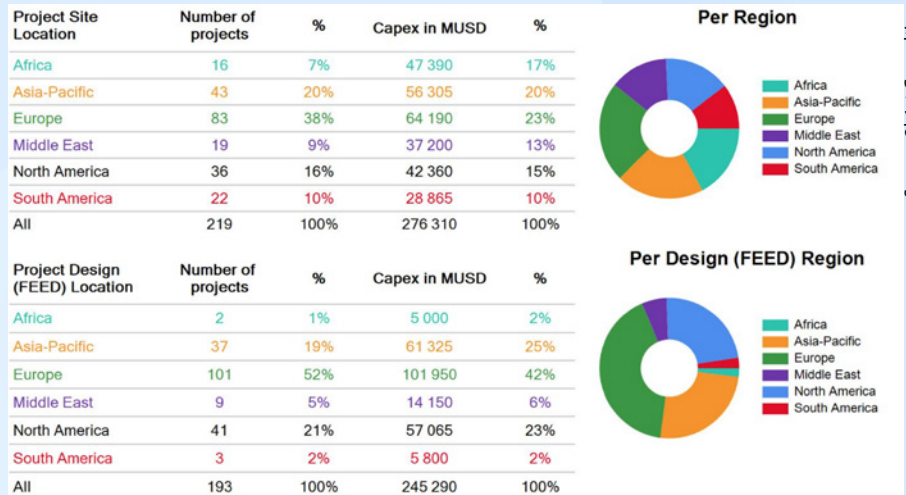 Project Site Location Number of projects % Capex in MUSD %
Africa 16 7% 47 390 17%
Asia-Pacific 43 20% 56 305 20%
Europe 83 38% 64 190 23%
Middle East 19 9% 37 200 13%
North America 36 16% 42 360 15%
South America 22 10% 28 865 10%
All 219 100% 276 310 100%
Per Region
Africa
Asia-Pacific
Europe
Middle East
North America
South America
Project Design (FEED) Location Number of projects % Capex in MUSD %
Africa 2 1% 5 000 2%
Asia-Pacific 37 19% 61 325 25%
Europe 101 52% 101 950 42%
Middle East 9 5% 14 150 6%
North America 41 21% 57 065 23%
South America 3 2% 5 800 2%
All 193 100% 245 290 100%
Per Design (FEED) Region
Africa
Asia-Pacific
Europe
Middle East
North America
South America